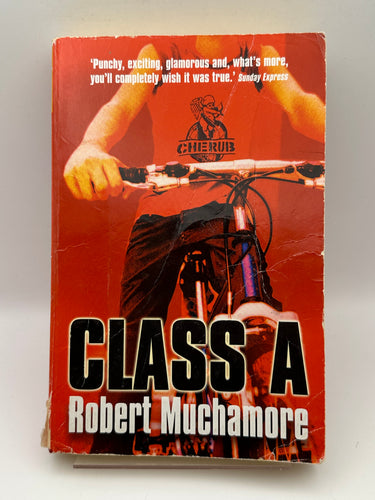 'Punchy, exciting, glamorous and, what's more,
you'll completely wish it was true.' Sunday Express
CHERUB
CLASS A
Robert Muchamore